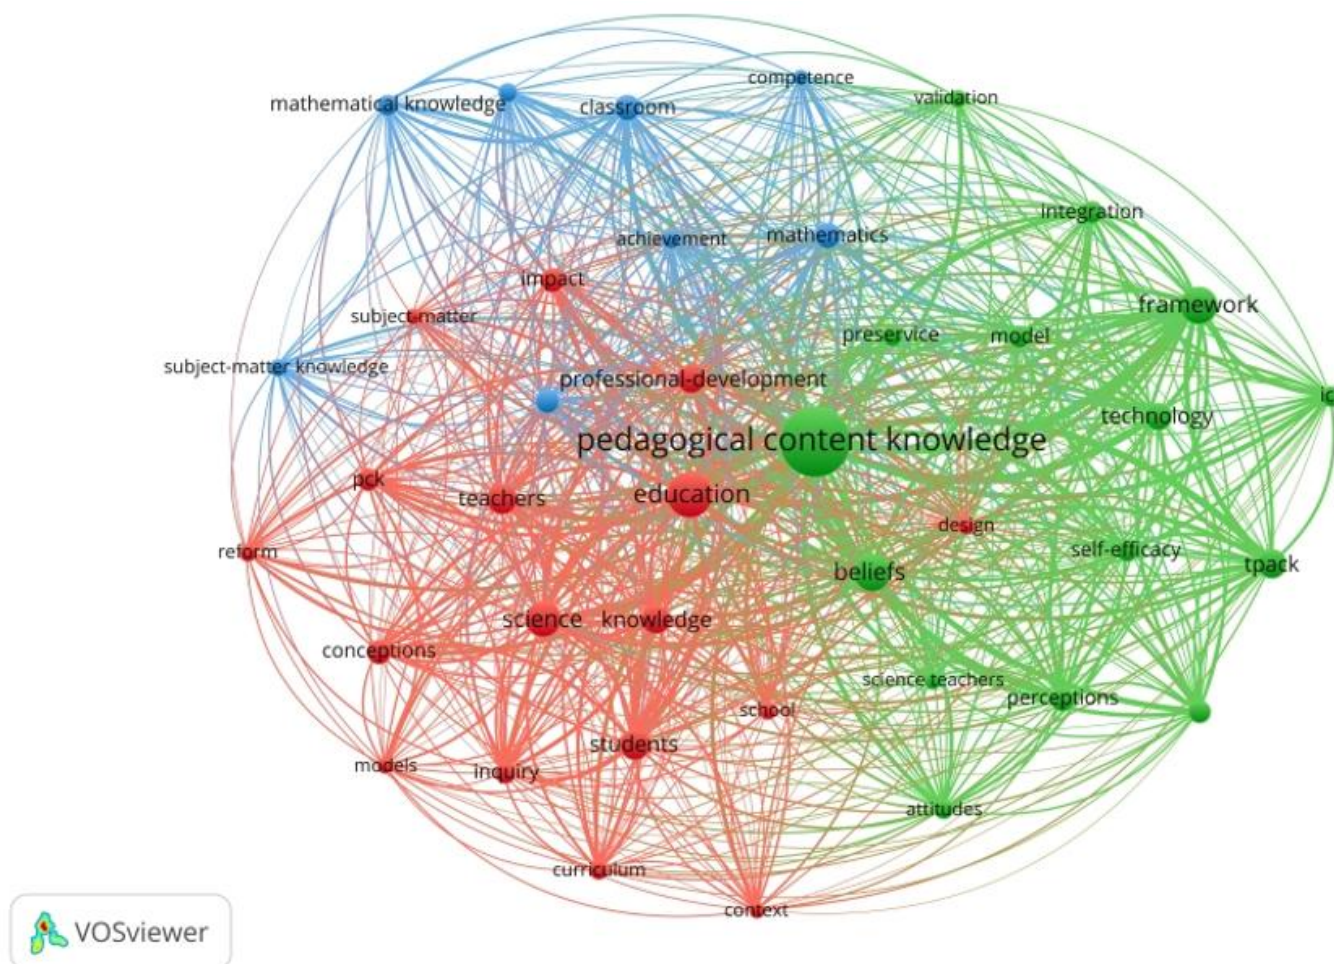 competence
validation
mathematical knowledge
classroom
integration
achievement
mathematics
impact
framework
subject-matter
preservice
model
subject-matter knowledge
professional-development
technology
pedagogical content knowledge
pck
teachers
education
design
reform
self-efficacy
tpack
beliefs
science
knowledge
conceptions
science teachers
perceptions
school
students
models
inquiry
attitudes
curriculum
context
VOSviewer